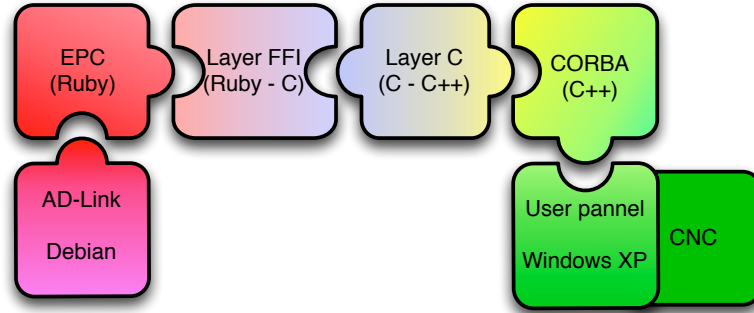 EPC
(Ruby)
Layer FFI
(Ruby - C)
Layer C
(C - C++)
CORBA
(C++)
AD-Link
Debian
User pannel
Windows XP
CNC